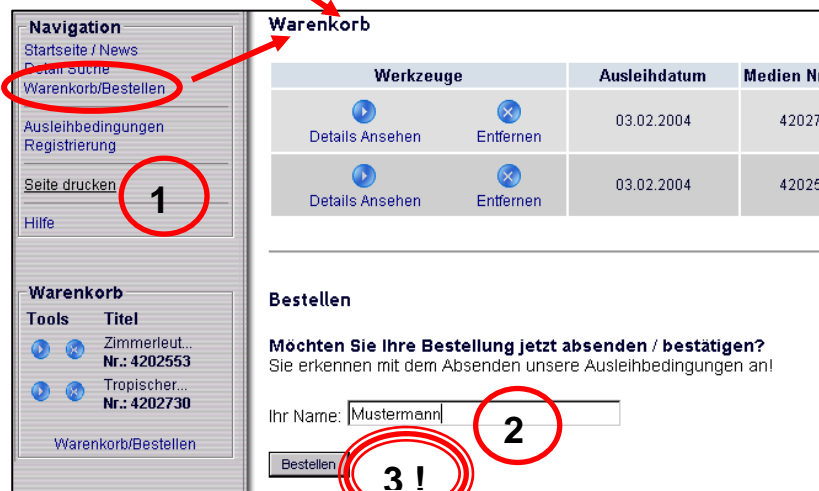 Navigation
Startseite / News
Detail Suche
Warenkorb/Bestellen
Ausleihbedingungen
Registrierung
Seite drucken
1
Hilfe
Warenkorb
Tools Titel
Zimmerleut...
Nr.: 4202553
Tropischer...
Nr.: 4202730
Warenkorb/Bestellen
Warenkorb
Werkzeuge Ausleihdatum Medien Nr
Details Ansehen Entfernen 03.02.2004 42027
Details Ansehen Entfernen 03.02.2004 42025
Bestellen
Möchten Sie Ihre Bestellung jetzt absenden / bestätigen?
Sie erkennen mit dem Absenden unsere Ausleihbedingungen an!
Ihr Name: Mustermann
2
Bestellen
3 !